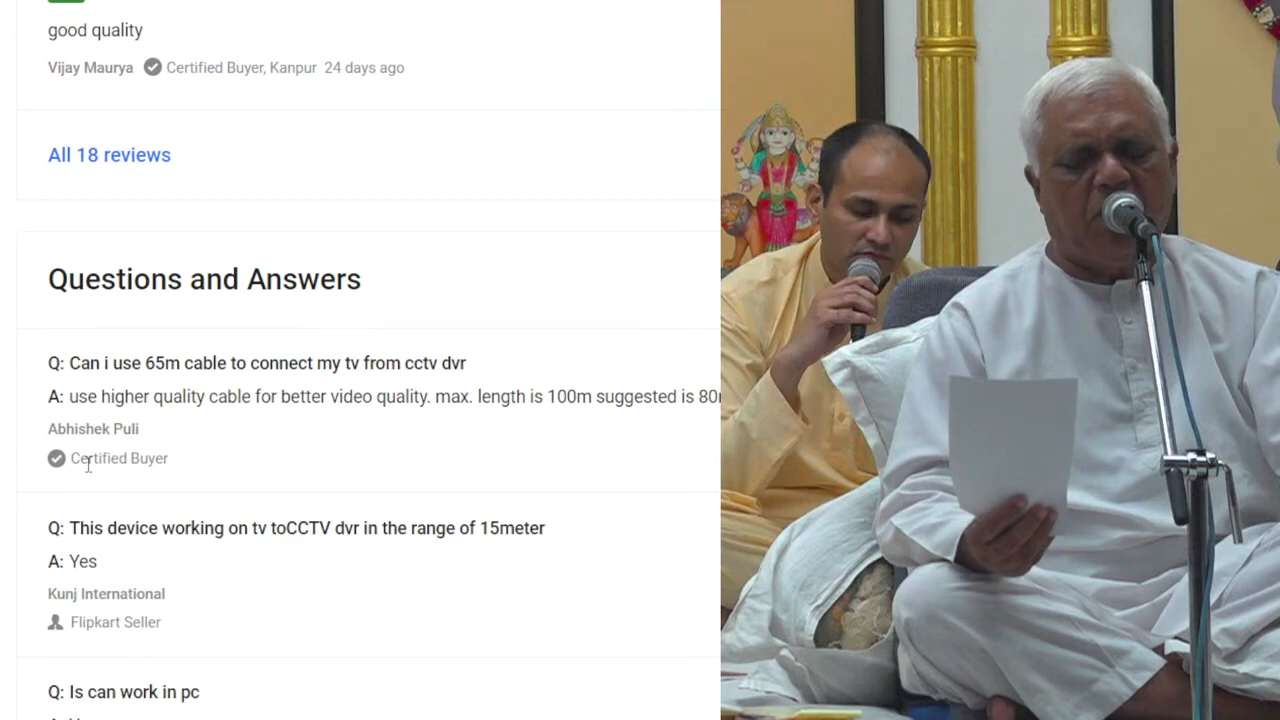 good quality
Vijay Maurya Certified Buyer, Kanpur 24 days ago
All 18 reviews
Questions and Answers
Q: Can i use 65m cable to connect my tv from cctv dvr
A: use higher quality cable for better video quality. max. length is 100m suggested is 80
Abhishek Puli
Certified Buyer
Q: This device working on tv toCCTV dvr in the range of 15meter
A: Yes
Kunj International
Flipkart Seller
Q: Is can work in pc